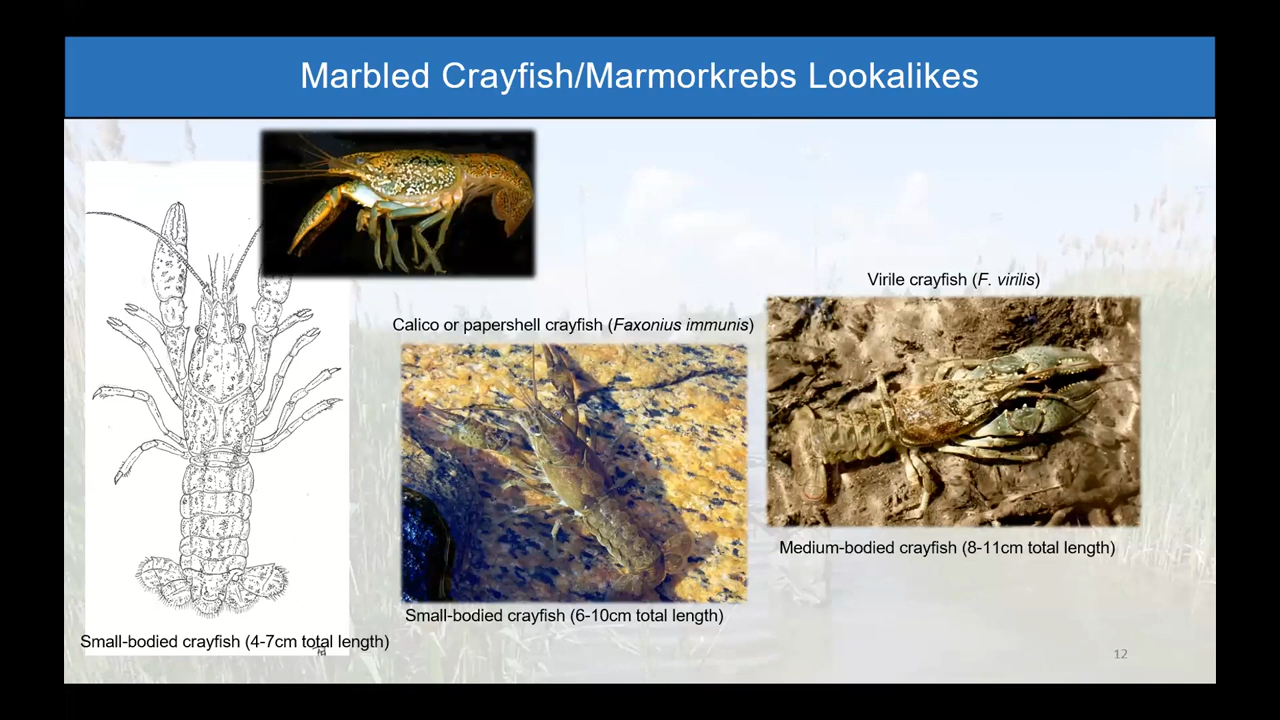 Marbled Crayfish/Marmorkrebs Lookalikes
Virile crayfish (F. virilis)
Calico or papershell crayfish (Faxonius immunis)
Medium-bodied crayfish (8-11cm total length)
Small-bodied crayfish (6-10cm total length)
Small-bodied crayfish (4-7cm total length)
12